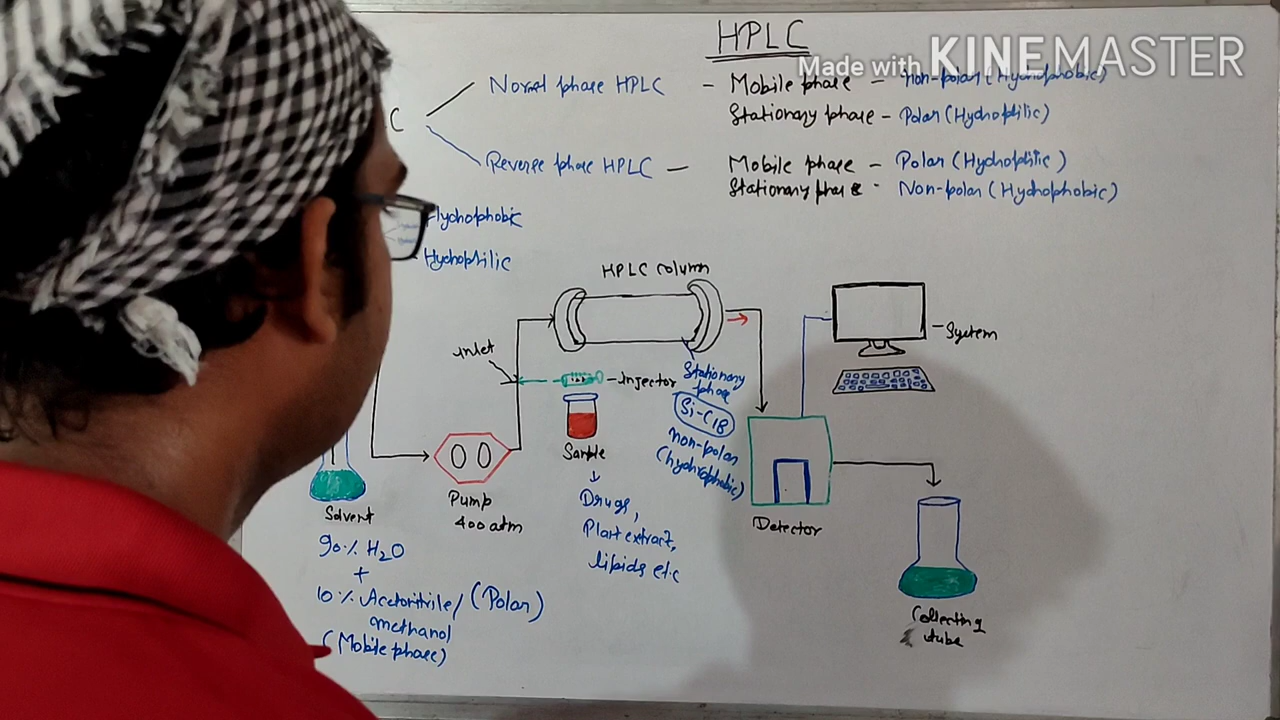 HPLC
Made with KINEMASTER
C
Normal phase HPLC - Mobile phase - non-polar (Hydrophobic)
Stationary phase - Polar (Hydrophilic)
Reverse phase HPLC - Mobile phase - Polar (Hydrophilic)
Stationary phase - Non-polar (Hydrophobic)
Hydrophobic
Hydrophilic
HPLC column
System
inlet
Injector
Stationary
phase
Si-C18
non-polar
(hydrophobic)
Sample
Drugs,
Plant extract,
lipids etc
Pump
400 atm
Solvent
90% H2O
+
10% Acetonitrile/ (Polar)
methanol
(Mobile phase)
Detector
Collecting
tube